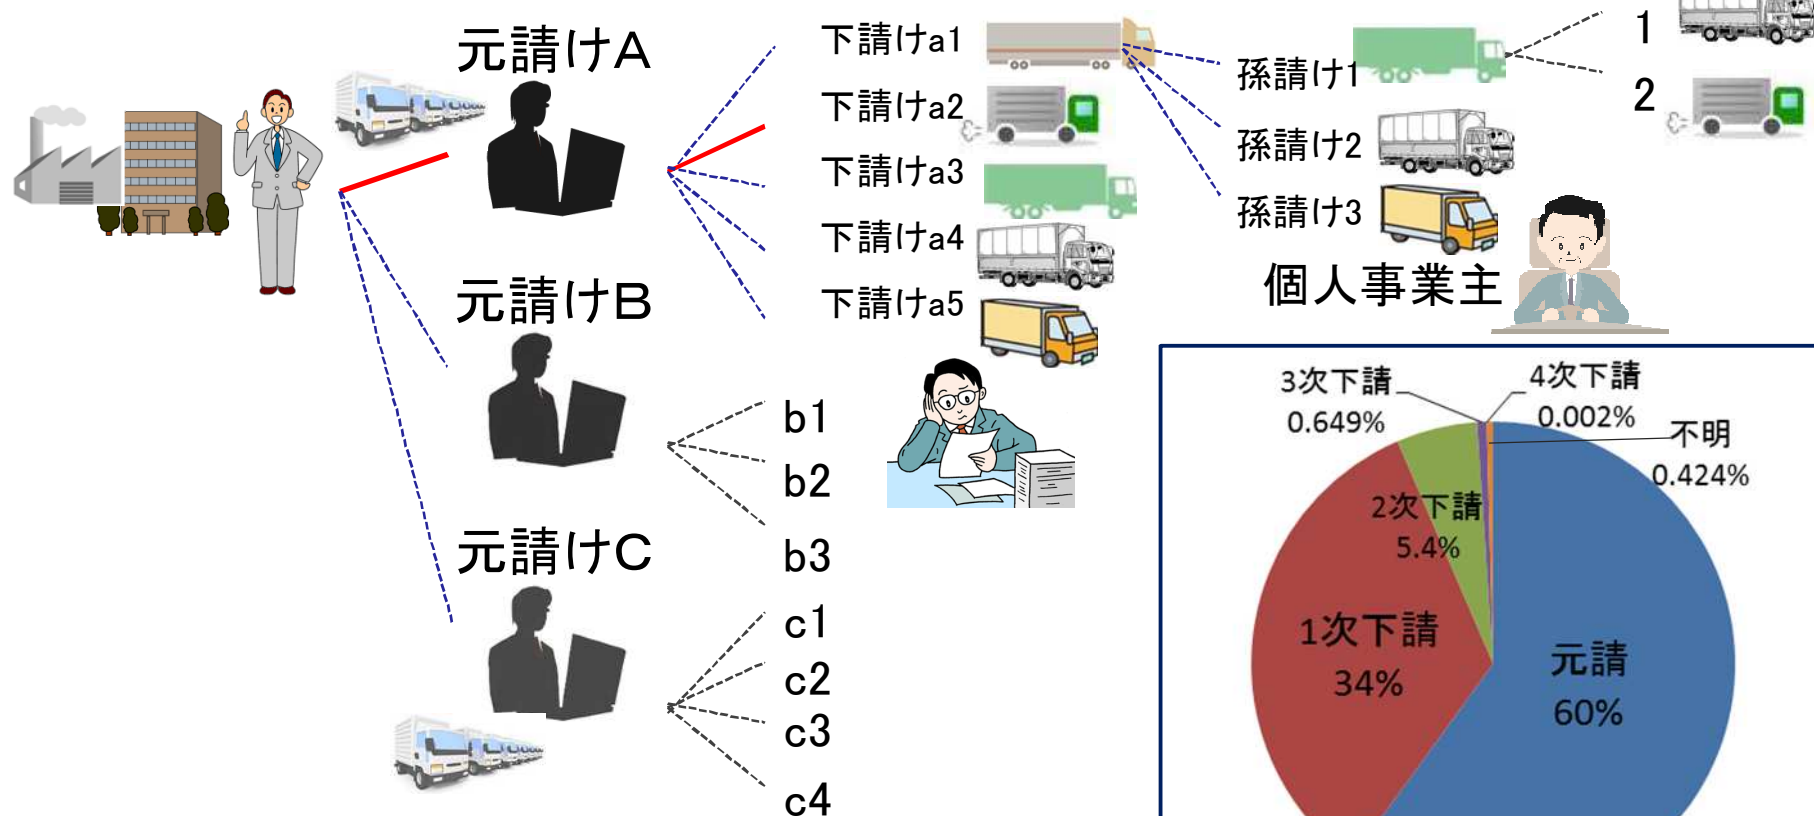 元請けA
下請けa1
下請けa2
下請けa3
下請けa4
下請けa5
孫請け1
孫請け2
孫請け3
1
2
個人事業主
元請けB
b1
b2
b3
元請けC
c1
c2
c3
c4
3次下請
0.649%
4次下請
0.002%
不明
0.424%
2次下請
5.4%
1次下請
34%
元請
60%